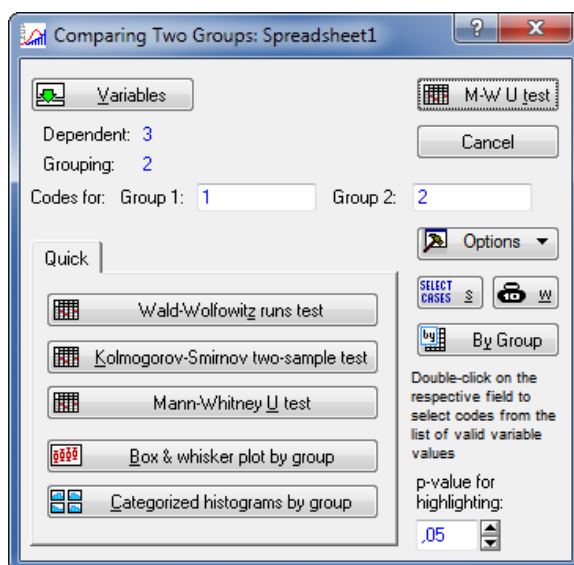 Comparing Two Groups: Spreadsheet1
?
X
Variables
M-W U test
Dependent: 3
Cancel
Grouping: 2
Codes for: Group 1: 1 Group 2: 2
Options
Quick
SELECT
CASES S
W
Wald-Wolfowitz runs test
By Group
Kolmogorov-Smirnov two-sample test
Double-click on the
respective field to
select codes from the
list of valid variable
values
Mann-Whitney U test
Box & whisker plot by group
p-value for
highlighting:
Categorized histograms by group
,05